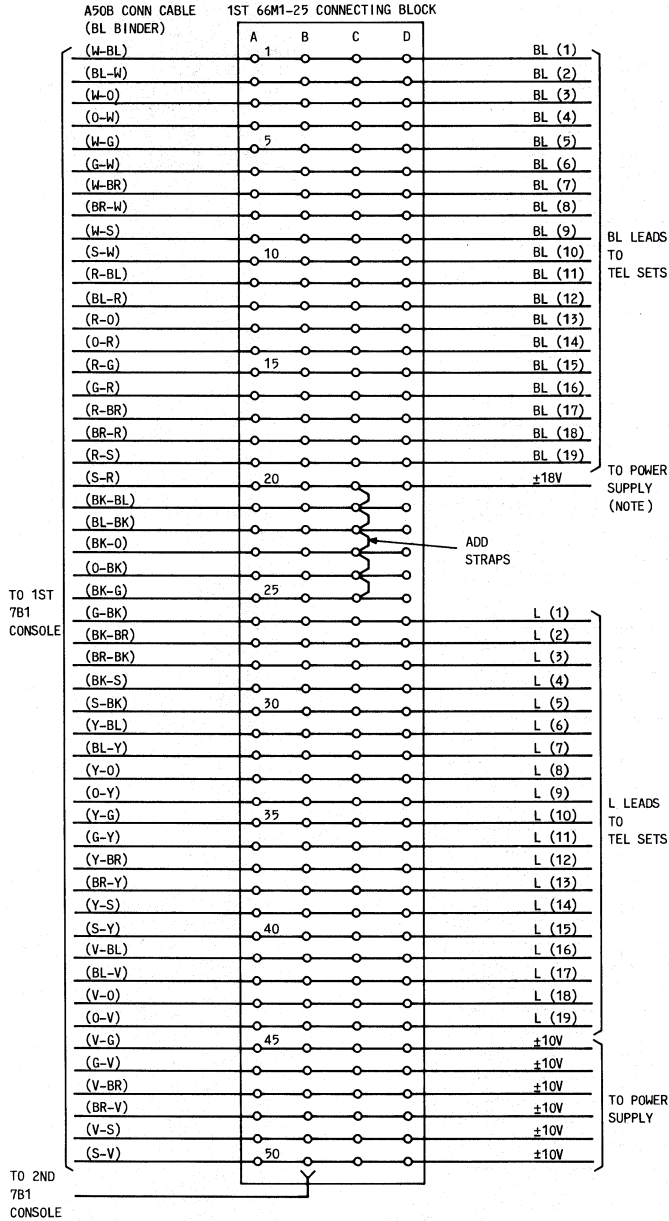 A50B CONN CABLE 1ST 66M1-25 CONNECTING BLOCK
(BL BINDER)
A B C D
(W-BL) 1 BL (1)
(BL-W) BL (2)
(W-O) BL (3)
(O-W) BL (4)
(W-G) 5 BL (5)
(G-W) BL (6)
(W-BR) BL (7)
(BR-W) BL (8)
(W-S) BL (9)
BL LEADS
TO
TEL SETS
(S-W) 10 BL (10)
(R-BL) BL (11)
(BL-R) BL (12)
(R-O) BL (13)
(O-R) BL (14)
(R-G) 15 BL (15)
(G-R) BL (16)
(R-BR) BL (17)
(BR-R) BL (18)
(R-S) BL (19)
(S-R) 20 ±18V
TO POWER
SUPPLY
(NOTE)
(BK-BL)
(BL-BK)
(BK-O)
ADD
STRAPS
(O-BK)
(BK-G) 25
TO 1ST
7B1
CONSOLE
(G-BK) L (1)
(BK-BR) L (2)
(BR-BK) L (3)
(BK-S) L (4)
(S-BK) 30 L (5)
(Y-BL) L (6)
(BL-Y) L (7)
(Y-O) L (8)
(O-Y) L (9)
L LEADS
TO
TEL SETS
(Y-G) 35 L (10)
(G-Y) L (11)
(Y-BR) L (12)
(BR-Y) L (13)
(Y-S) L (14)
(S-Y) 40 L (15)
(V-BL) L (16)
(BL-V) L (17)
(V-O) L (18)
(O-V) L (19)
(V-G) 45 ±10V
(G-V) ±10V
(V-BR) ±10V
(BR-V) ±10V
TO POWER
SUPPLY
(V-S) ±10V
(S-V) 50 ±10V
TO 2ND
7B1
CONSOLE